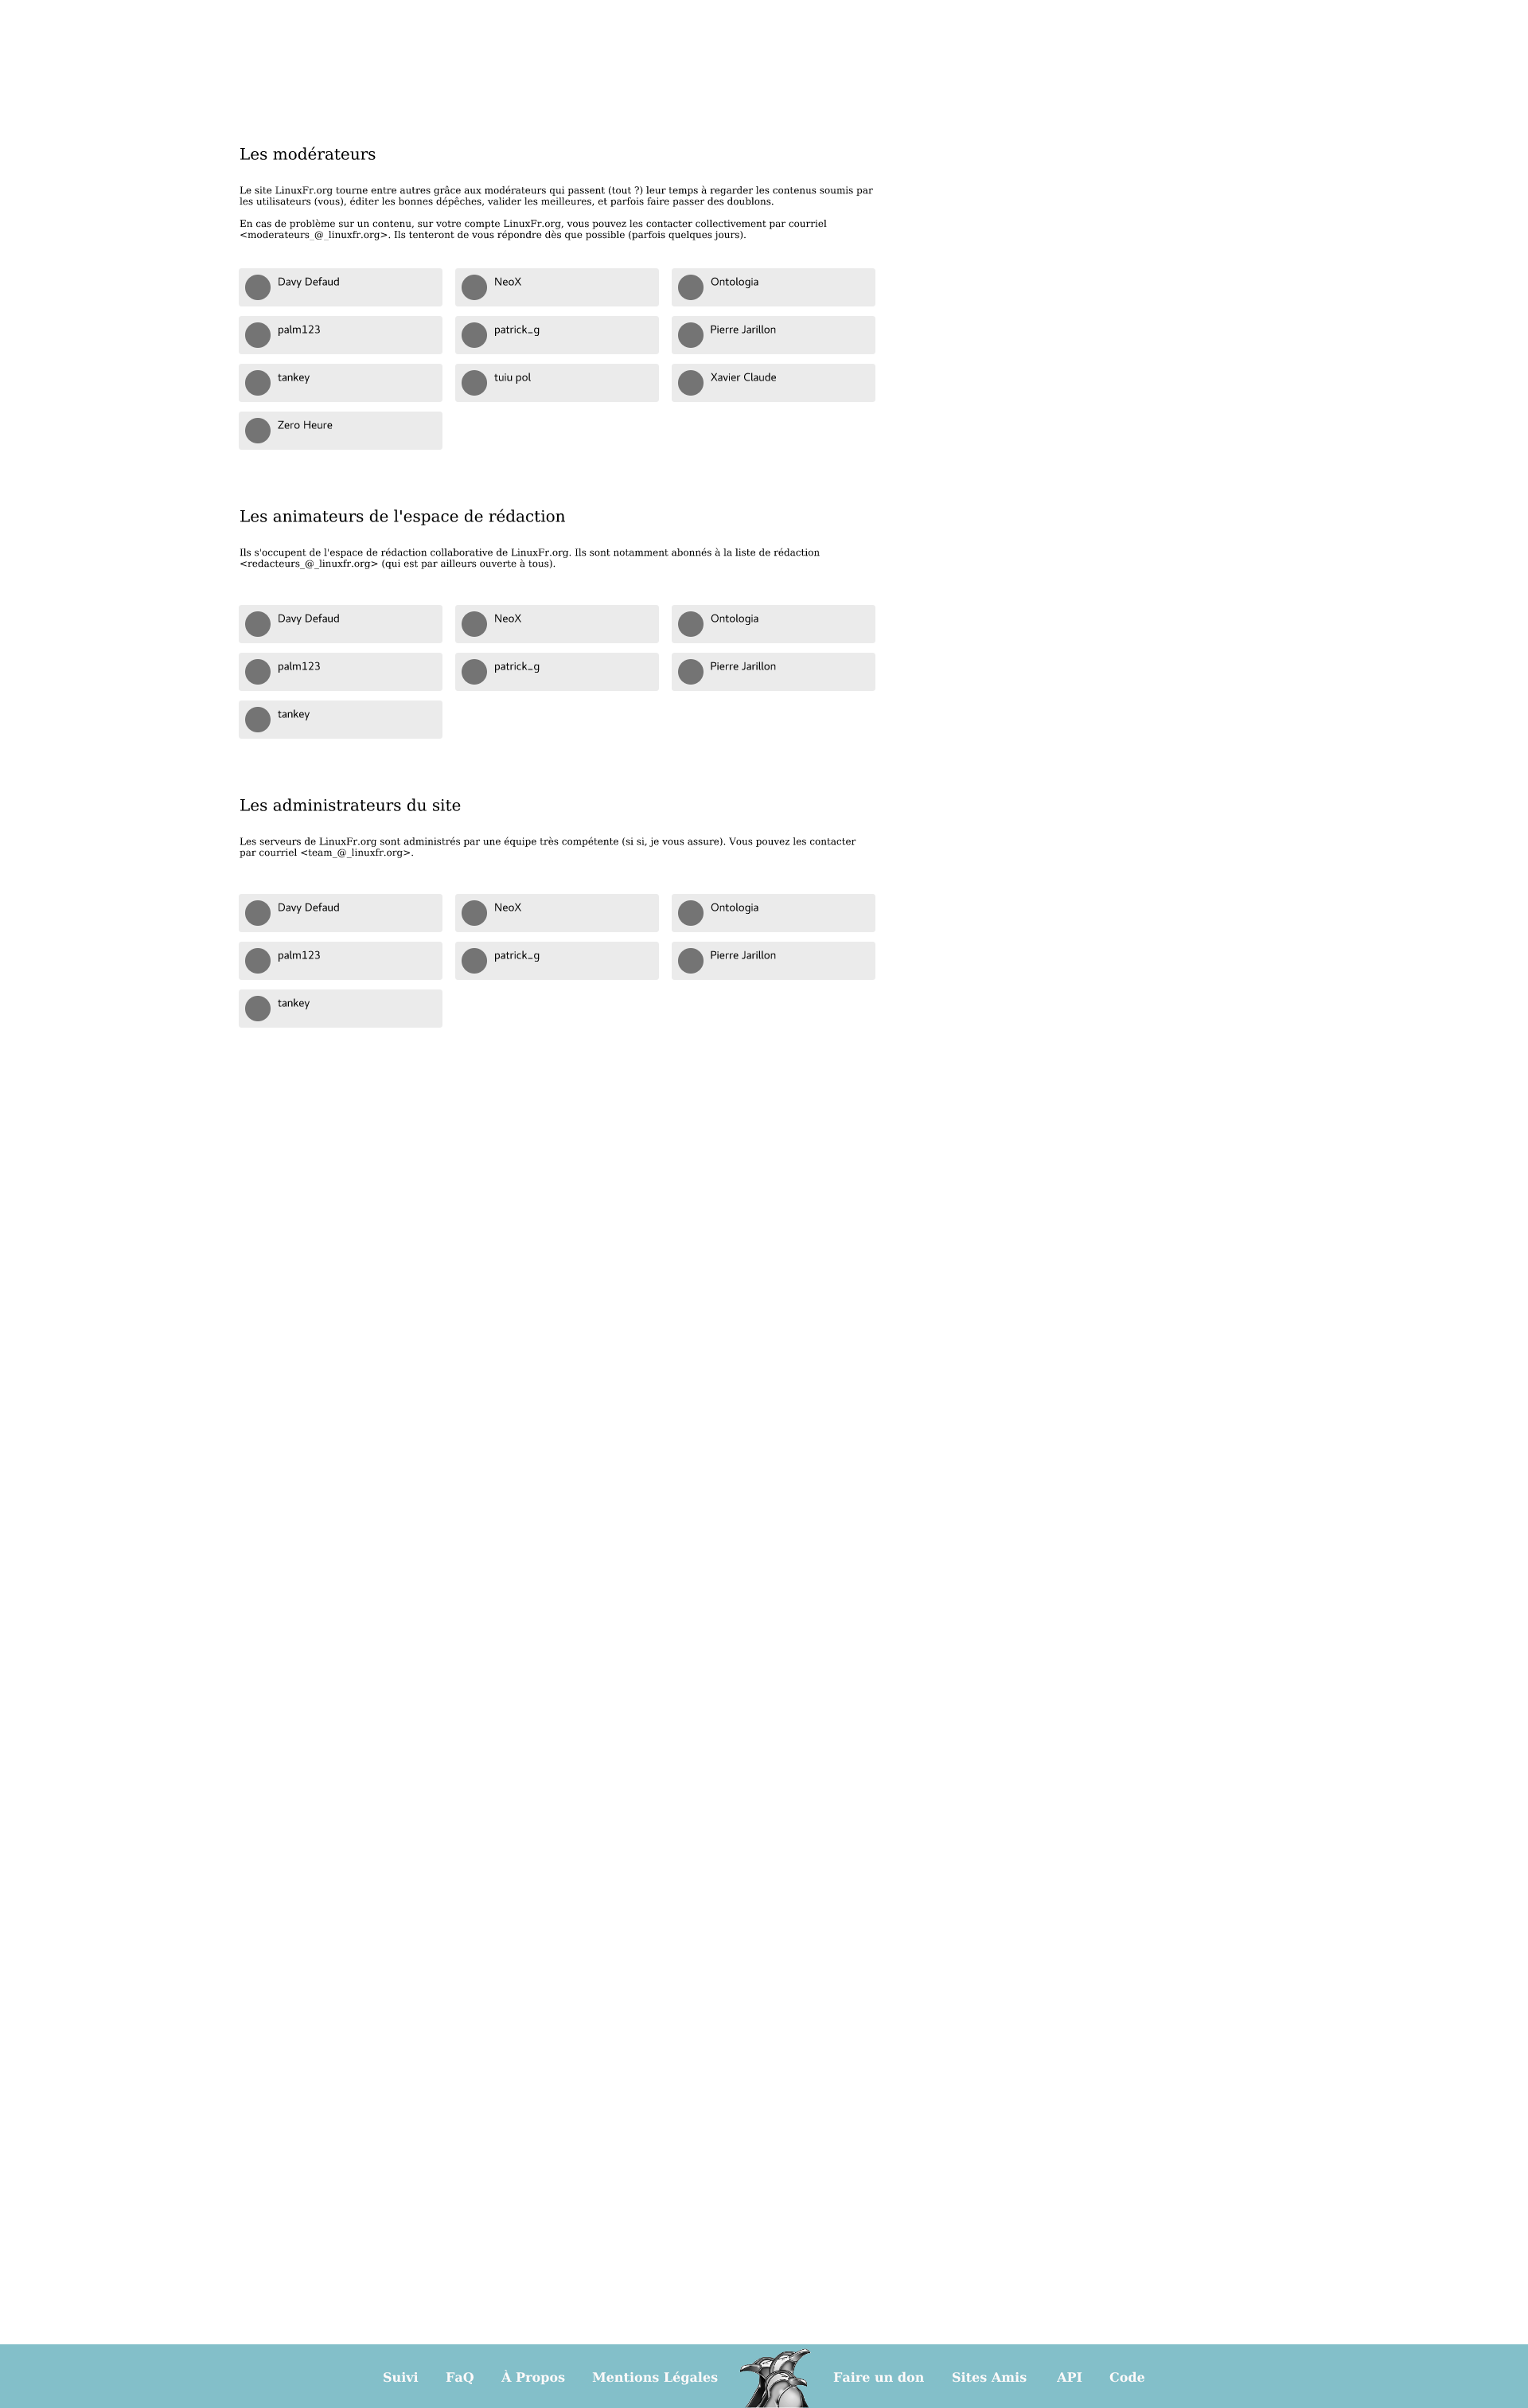 Les modérateurs
Le site LinuxFr.org tourne entre autres grâce aux modérateurs qui passent (tout ?) leur temps à regarder les contenus soumis par
les utilisateurs (vous), éditer les bonnes dépêches, valider les meilleures, et parfois faire passer des doublons.
En cas de problème sur un contenu, sur votre compte LinuxFr.org, vous pouvez les contacter collectivement par courriel
<moderateurs_@_linuxfr.org>. Ils tenteront de vous répondre dès que possible (parfois quelques jours).
Davy Defaud NeoX Ontologia
palm123 patrick_g Pierre Jarillon
tankey tuiu pol Xavier Claude
Zero Heure
Les animateurs de l'espace de rédaction
Ils s'occupent de l'espace de rédaction collaborative de LinuxFr.org. Ils sont notamment abonnés à la liste de rédaction
<redacteurs_@_linuxfr.org> (qui est par ailleurs ouverte à tous).
Davy Defaud NeoX Ontologia
palm123 patrick_g Pierre Jarillon
tankey
Les administrateurs du site
Les serveurs de LinuxFr.org sont administrés par une équipe très compétente (si si, je vous assure). Vous pouvez les contacter
par courriel <team_@_linuxfr.org>.
Davy Defaud NeoX Ontologia
palm123 patrick_g Pierre Jarillon
tankey
Suivi FaQ À Propos Mentions Légales Faire un don Sites Amis API Code